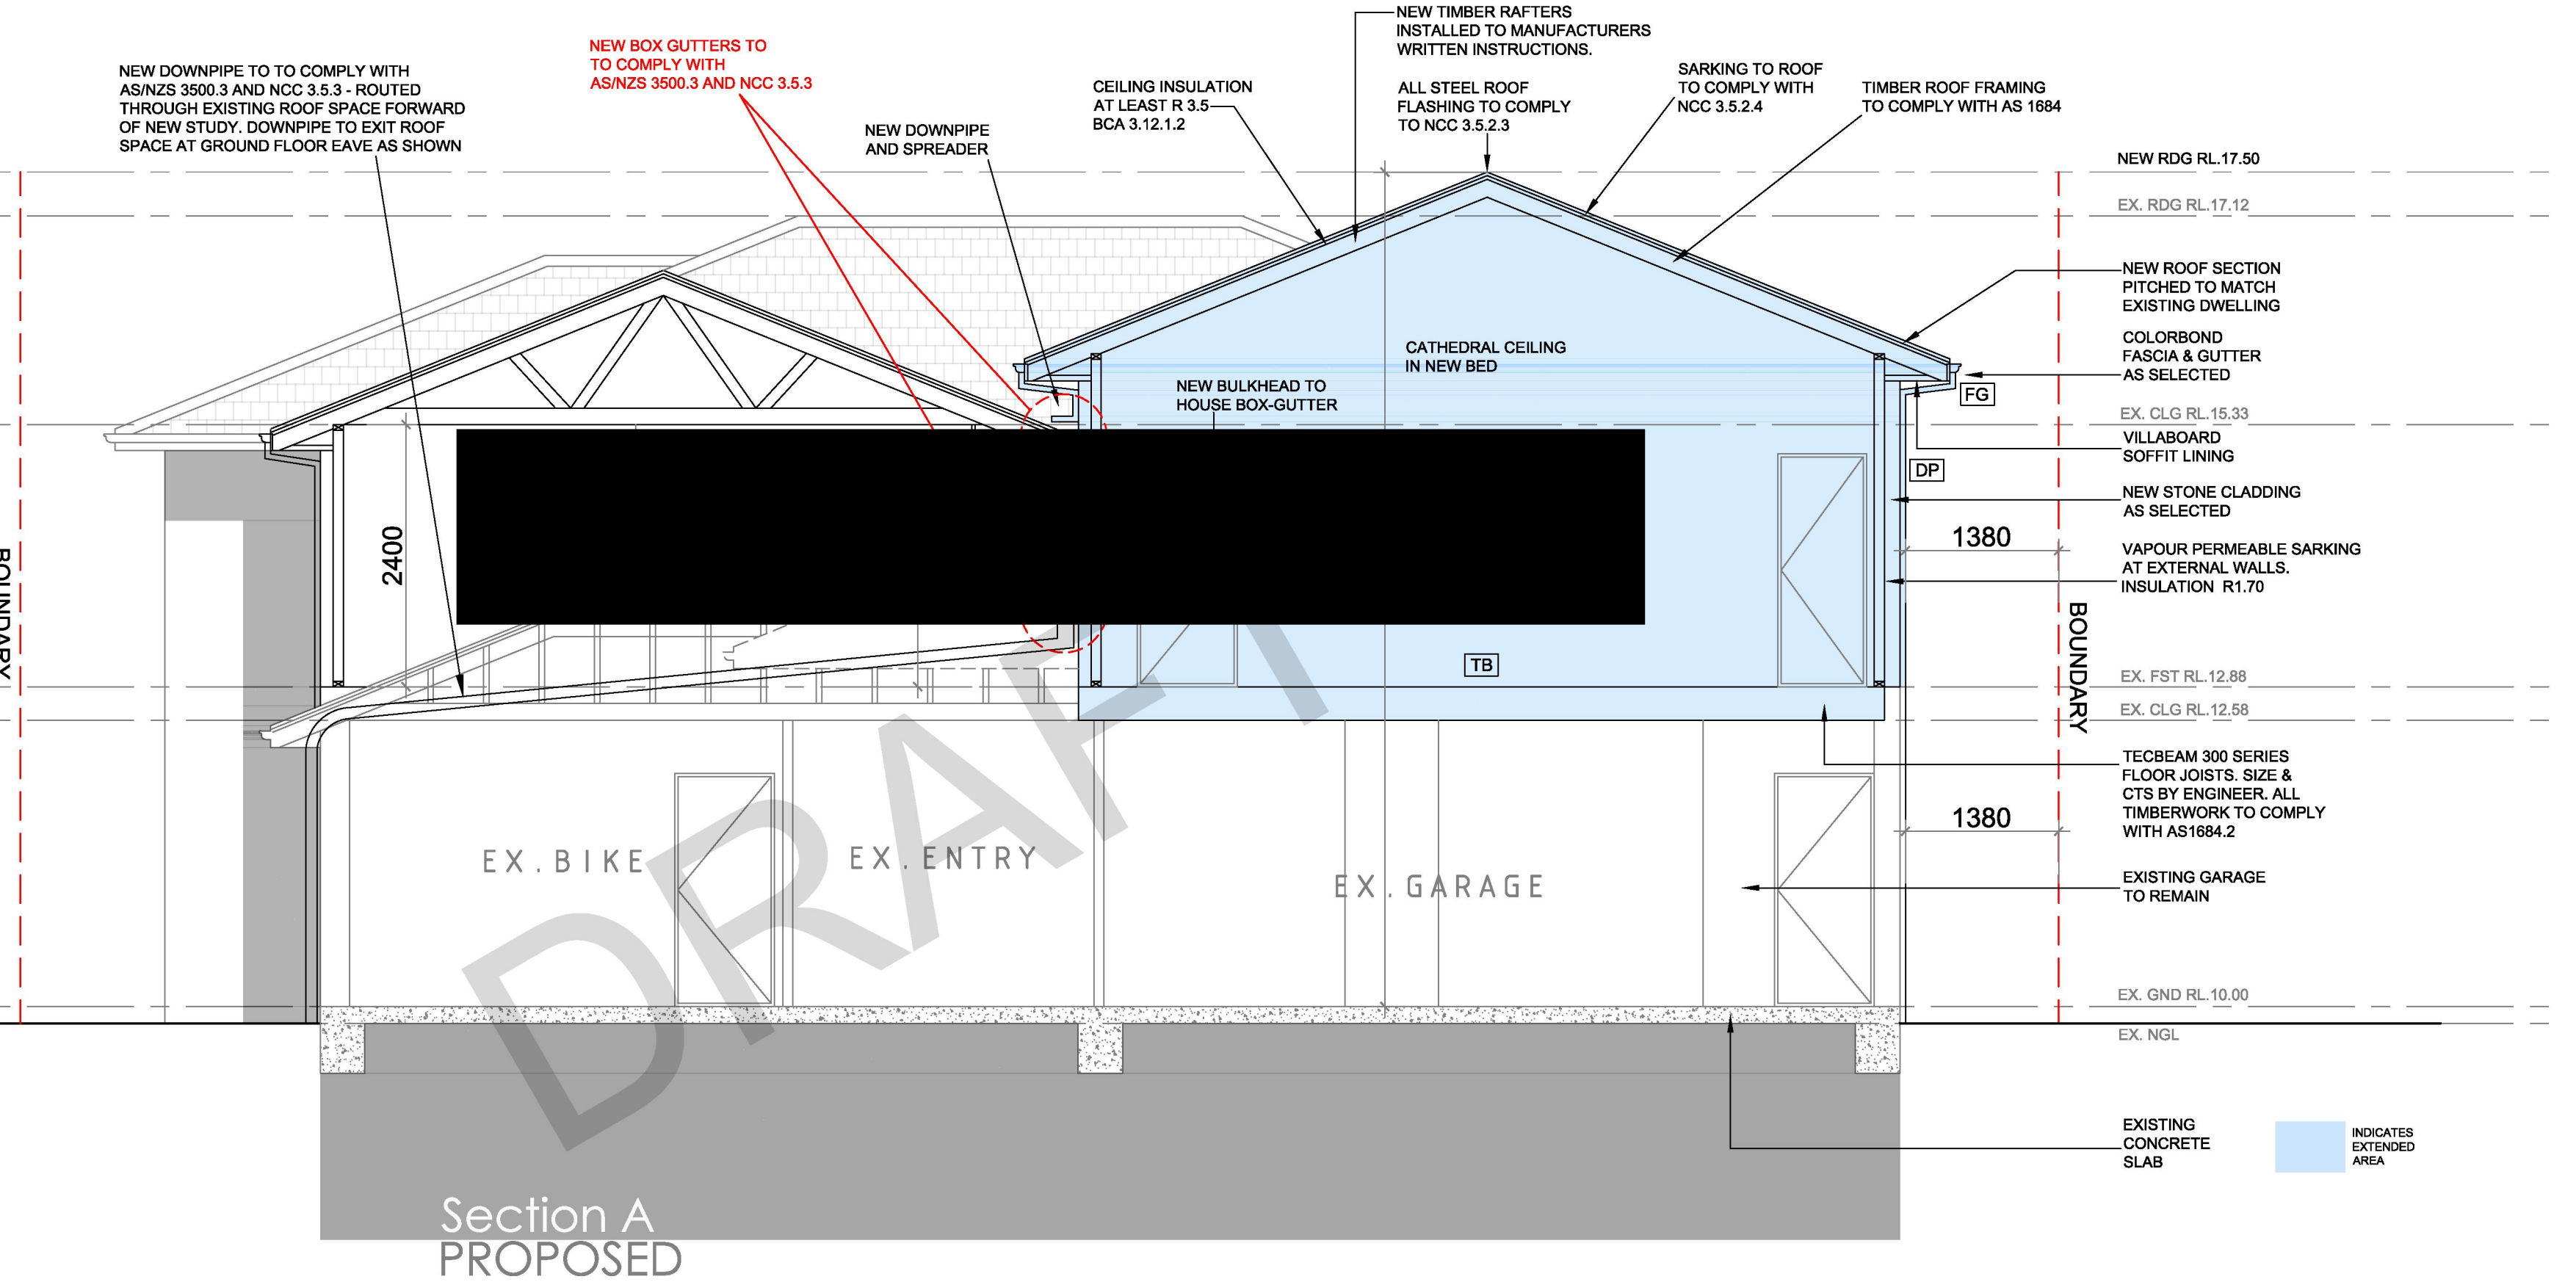 NEW DOWNPIPE TO TO COMPLY WITH
AS/NZS 3500.3 AND NCC 3.5.3 - ROUTED
THROUGH EXISTING ROOF SPACE FORWARD
OF NEW STUDY. DOWNPIPE TO EXIT ROOF
SPACE AT GROUND FLOOR EAVE AS SHOWN
NEW BOX GUTTERS TO
TO COMPLY WITH
AS/NZS 3500.3 AND NCC 3.5.3
NEW DOWNPIPE
AND SPREADER
CEILING INSULATION
AT LEAST R 3.5
BCA 3.12.1.2
NEW TIMBER RAFTERS
INSTALLED TO MANUFACTURERS
WRITTEN INSTRUCTIONS.
ALL STEEL ROOF
FLASHING TO COMPLY
TO NCC 3.5.2.3
SARKING TO ROOF
TO COMPLY WITH
NCC 3.5.2.4
TIMBER ROOF FRAMING
TO COMPLY WITH AS 1684
NEW RDG RL.17.50
EX. RDG RL.17.12
NEW ROOF SECTION
PITCHED TO MATCH
EXISTING DWELLING
COLORBOND
FASCIA & GUTTER
AS SELECTED
FG
EX. CLG RL.15.33
VILLABOARD
SOFFIT LINING
DP
NEW STONE CLADDING
AS SELECTED
1380
VAPOUR PERMEABLE SARKING
AT EXTERNAL WALLS.
INSULATION R1.70
BOUNDARY
BOUNDARY
CATHEDRAL CEILING
IN NEW BED
NEW BULKHEAD TO
HOUSE BOX-GUTTER
2400
TB
EX. FST RL.12.88
EX. CLG RL.12.58
TECBEAM 300 SERIES
FLOOR JOISTS. SIZE &
CTS BY ENGINEER. ALL
TIMBERWORK TO COMPLY
WITH AS1684.2
1380
EX.BIKE
EX.ENTRY
EX.GARAGE
DRAFT
EXISTING GARAGE
TO REMAIN
EX. GND RL.10.00
EX. NGL
EXISTING
CONCRETE
SLAB
INDICATES
EXTENDED
AREA
Section A
PROPOSED